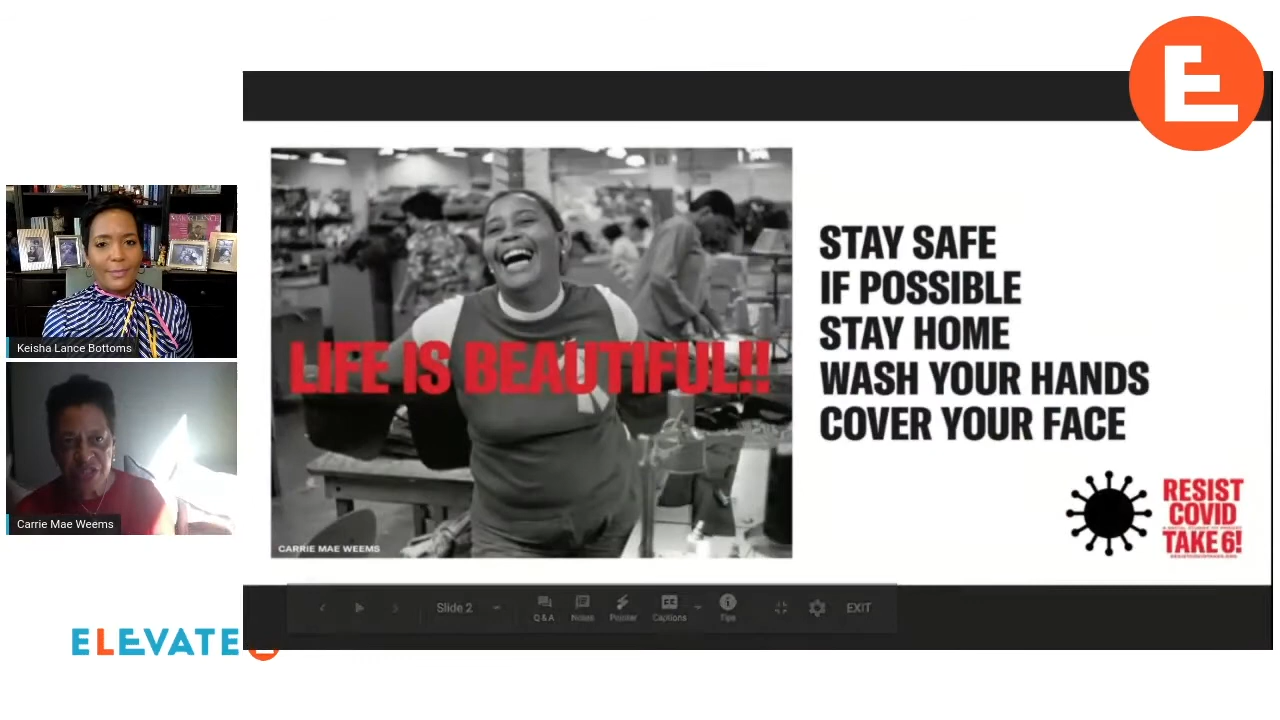 E
Keisha Lance Bottoms
Carrie Mae Weems
LIFE IS BEAUTIFUL!!
CARRIE MAE WEEMS
STAY SAFE
IF POSSIBLE
STAY HOME
WASH YOUR HANDS
COVER YOUR FACE
RESIST
COVID
TAKE 6!
Slide 2
Q & A
Notes
Pointer
CC
Captions
Tips
EXIT
ELEVATE